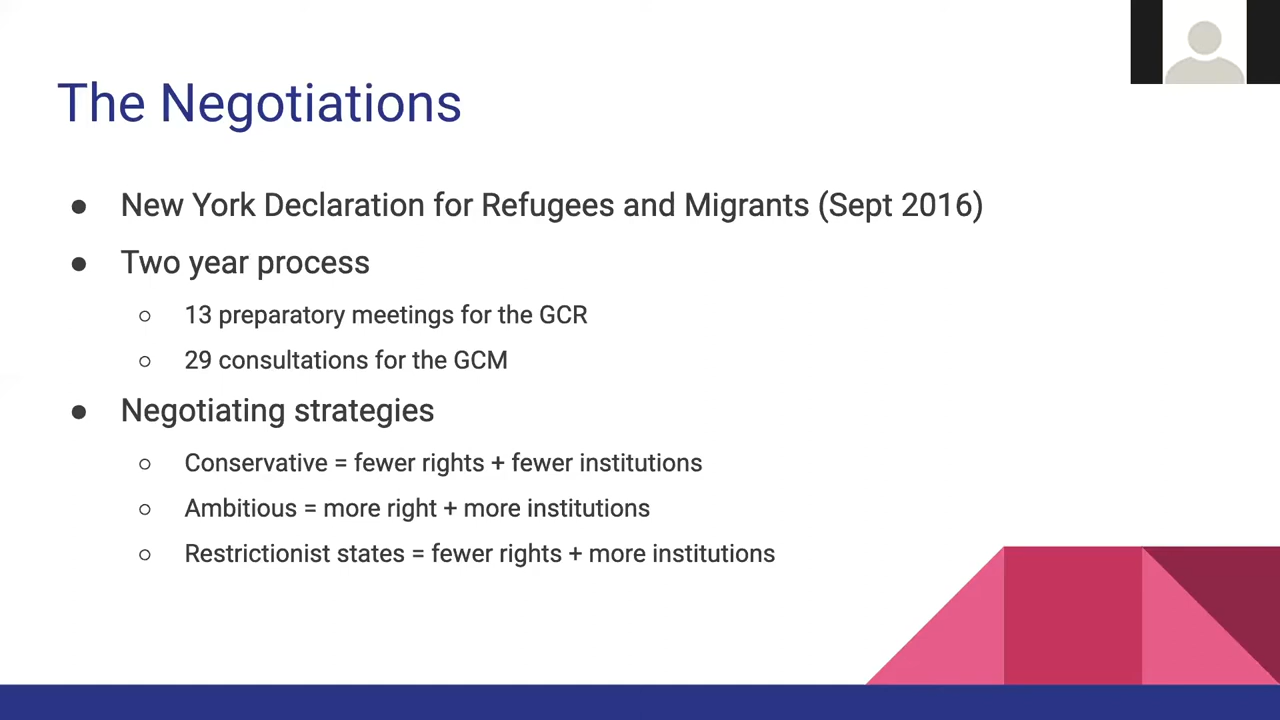 The Negotiations
● New York Declaration for Refugees and Migrants (Sept 2016)
● Two year process
○ 13 preparatory meetings for the GCR
○ 29 consultations for the GCM
● Negotiating strategies
○ Conservative = fewer rights + fewer institutions
○ Ambitious = more right + more institutions
○ Restrictionist states = fewer rights + more institutions